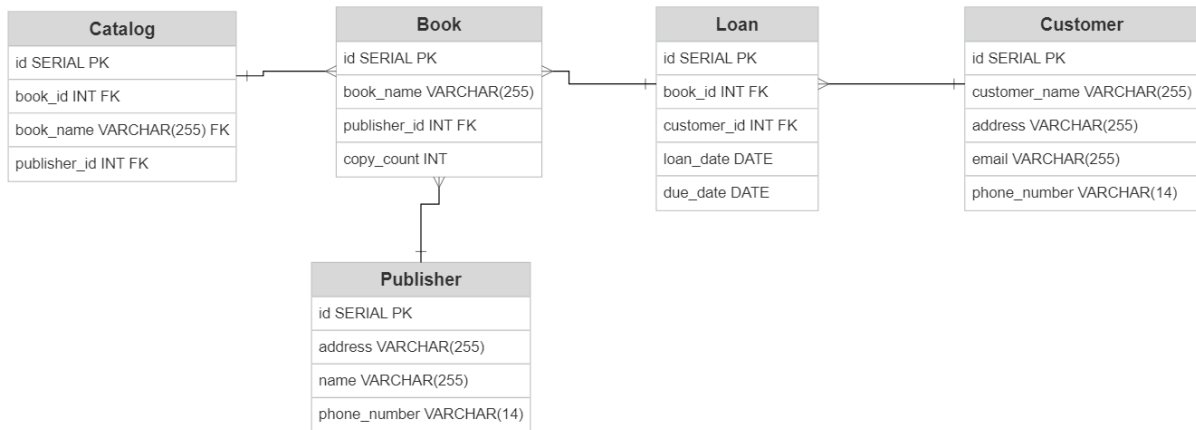 Catalog
id SERIAL PK
book_id INT FK
book_name VARCHAR(255) FK
publisher_id INT FK
Book
id SERIAL PK
book_name VARCHAR(255)
publisher_id INT FK
copy_count INT
Loan
id SERIAL PK
book_id INT FK
customer_id INT FK
loan_date DATE
due_date DATE
Customer
id SERIAL PK
customer_name VARCHAR(255)
address VARCHAR(255)
email VARCHAR(255)
phone_number VARCHAR(14)
Publisher
id SERIAL PK
address VARCHAR(255)
name VARCHAR(255)
phone_number VARCHAR(14)